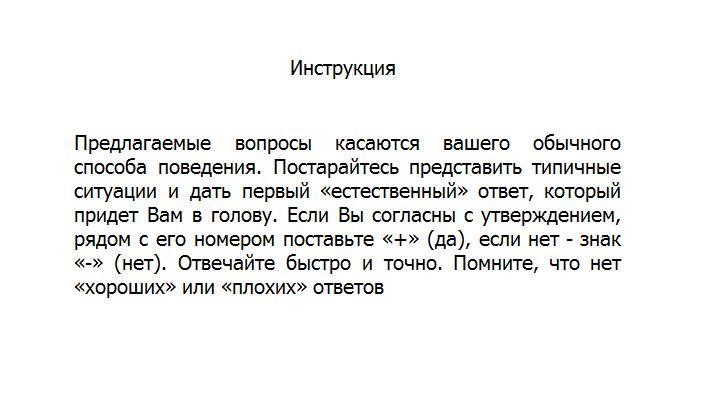 Инструкция
Предлагаемые вопросы касаются вашего обычного
способа поведения. Постарайтесь представить типичные
ситуации и дать первый «естественный» ответ, который
придет Вам в голову. Если Вы согласны с утверждением,
рядом с его номером поставьте «+» (да), если нет - знак
«-» (нет). Отвечайте быстро и точно. Помните, что нет
«хороших» или «плохих» ответов